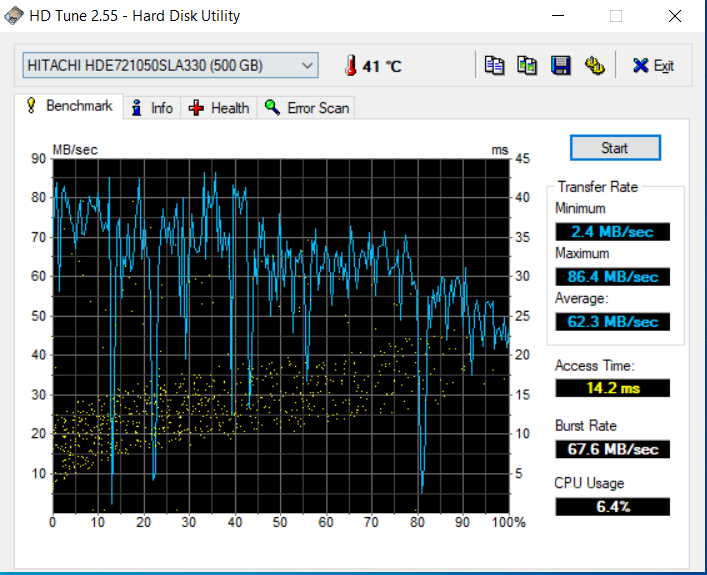 HD Tune 2.55 - Hard Disk Utility
HITACHI HDE721050SLA330 (500 GB)
41 °C
Exit
Benchmark
Info
Health
Error Scan
MB/sec
ms
90
80
70
60
50
40
30
20
10
45
40
35
30
25
20
15
10
5
0 10 20 30 40 50 60 70 80 90 100%
Start
Transfer Rate
Minimum
2.4 MB/sec
Maximum
86.4 MB/sec
Average:
62.3 MB/sec
Access Time:
14.2 ms
Burst Rate
67.6 MB/sec
CPU Usage
6.4%